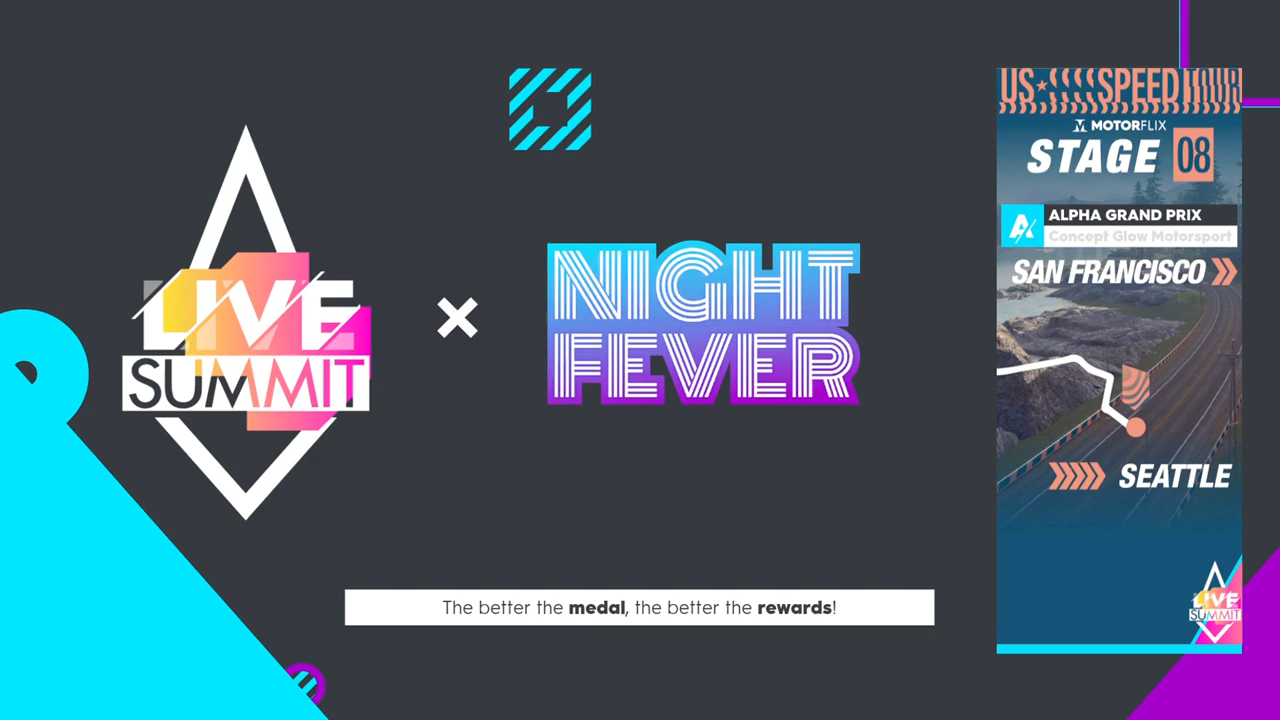 LIVE
SUMMIT
×
NIGHT
FEVER
The better the medal, the better the rewards!
US★SPEED TOUR
MOTORFLIX
STAGE 08
ALPHA GRAND PRIX
Concept Glow Motorsport
SAN FRANCISCO
SEATTLE
LIVE
SUMMIT